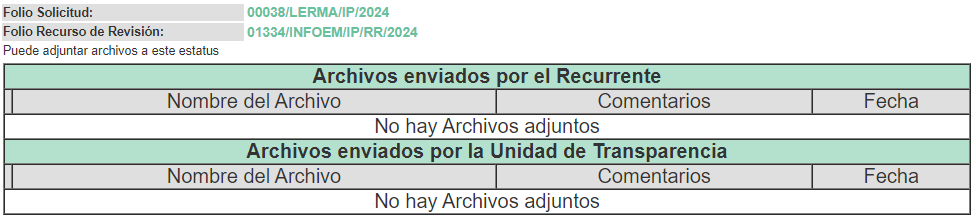 Folio Solicitud: 00038/LERMA/IP/2024
Folio Recurso de Revisión: 01334/INFOEM/IP/RR/2024
Puede adjuntar archivos a este estatus
Archivos enviados por el Recurrente
Nombre del Archivo Comentarios Fecha
No hay Archivos adjuntos
Archivos enviados por la Unidad de Transparencia
Nombre del Archivo Comentarios Fecha
No hay Archivos adjuntos